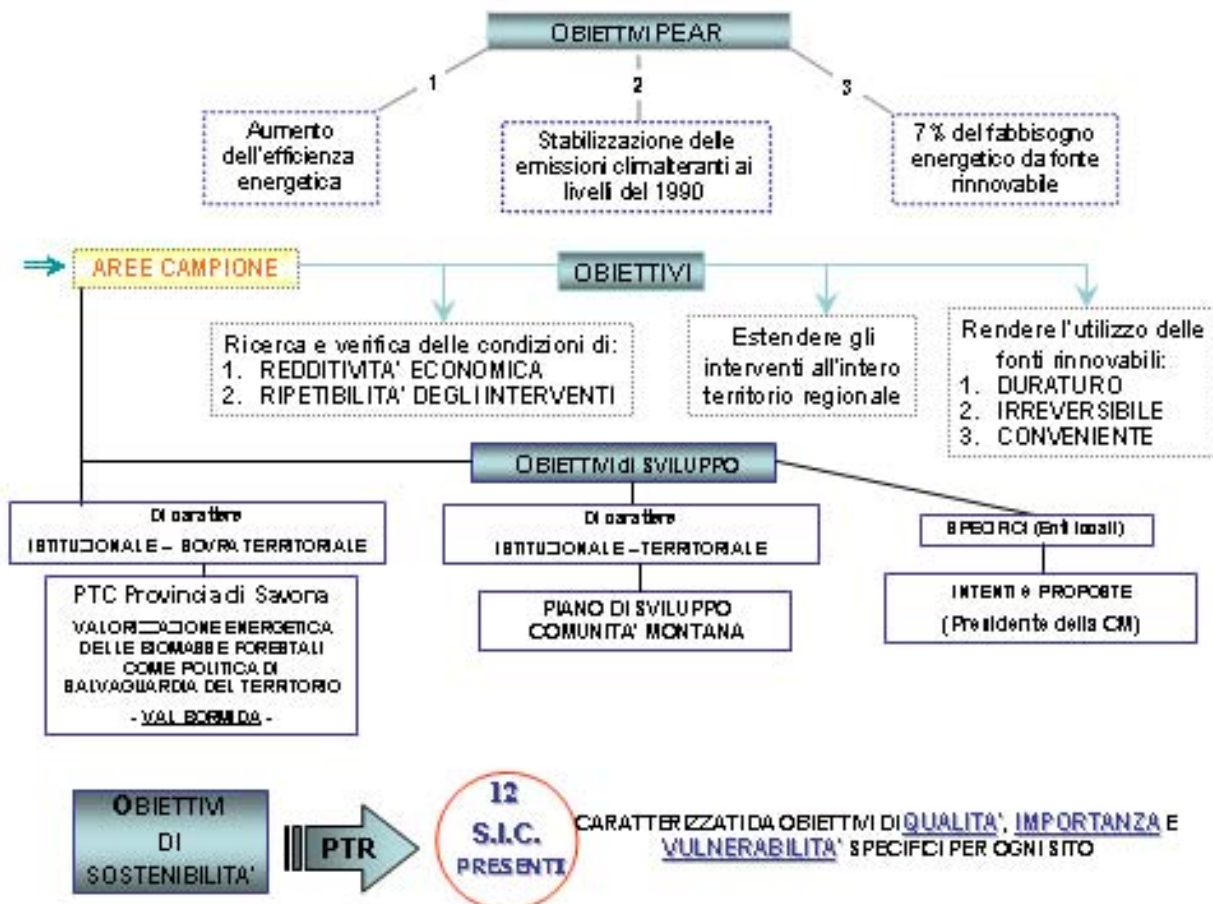 OBIETTIVI PEAR
1
2
3
Aumento
dell'efficienza
energetica
Stabilizzazione delle
emissioni climalteranti ai
livelli del 1990
7% del fabbisogno
energetico da fonte
rinnovabile
AREE CAMPIONE
OBIETTIVI
Ricerca e verifica delle condizioni di:
1. REDDITIVITA' ECONOMICA
2. RIPETIBILITA' DEGLI INTERVENTI
Estendere gli
interventi all'intero
territorio regionale
Rendere l'utilizzo delle
fonti rinnovabili:
1. DURATURO
2. IRREVERSIBILE
3. CONVENIENTE
OBIETTIVI di SVILUPPO
Di carattere
ISTITUZIONALE – SOVRA TERRITORIALE
Di carattere
ISTITUZIONALE – TERRITORIALE
SPECIFICI (Enti locali)
PTC Provincia di Savona
VALORIZZAZIONE ENERGETICA
DELLE BIOMASSE FORESTALI
COME POLITICA DI
SALVAGUARDIA DEL TERRITORIO
- VAL BORMIDA -
PIANO DI SVILUPPO
COMUNITA' MONTANA
INTENTI e PROPOSTE
(Presidente della CM)
OBIETTIVI
DI
SOSTENIBILITA'
PTR
12
S.I.C.
PRESENTI
CARATTERIZZATI DA OBIETTIVI DI QUALITA', IMPORTANZA E
VULNERABILITA' SPECIFCI PER OGNI SITO